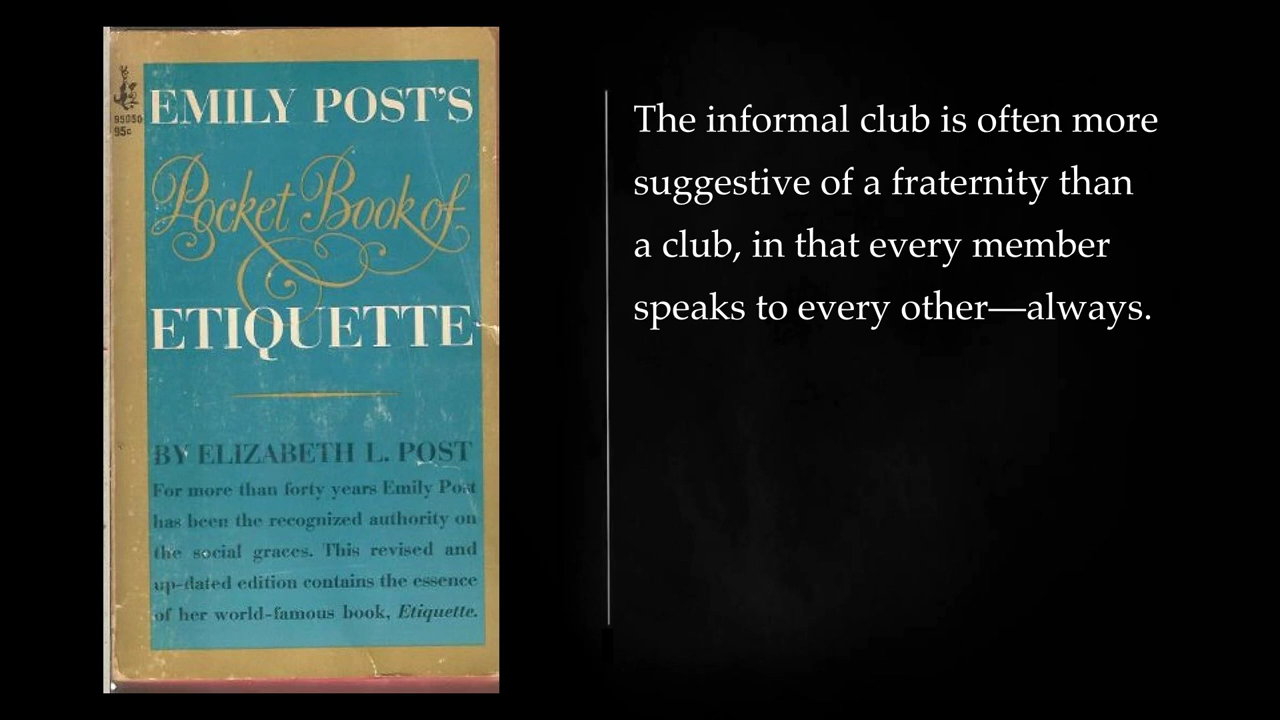 EMILY POST'S
95050
95c
Pocket Book of
ETIQUETTE
BY ELIZABETH L. POST
For more than forty years Emily Post
has been the recognized authority on
the social graces. This revised and
up-dated edition contains the essence
of her world-famous book, Etiquette.
The informal club is often more
suggestive of a fraternity than
a club, in that every member
speaks to every other—always.